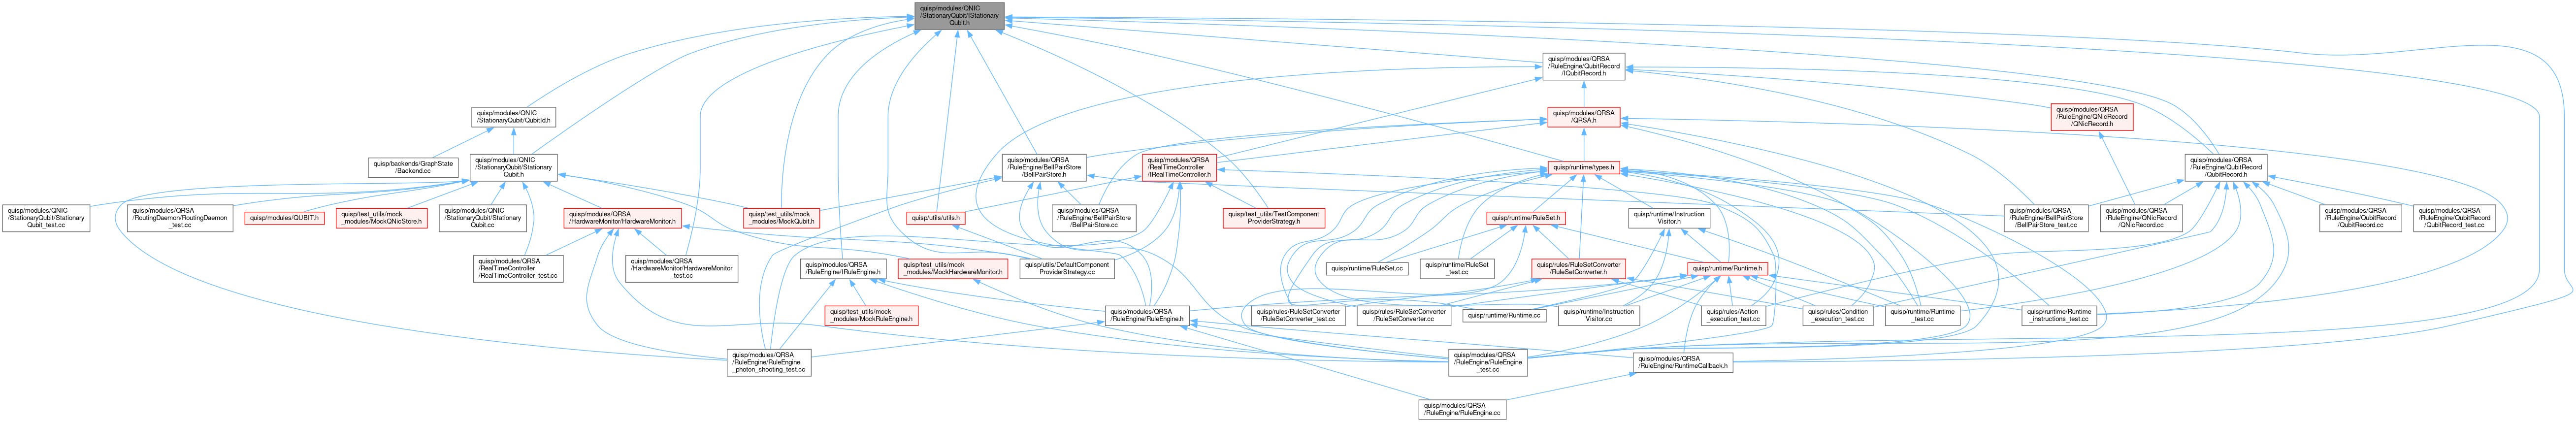 quisp/modules/QNIC
/StationaryQubit/IStationary
Qubit.h
quisp/modules/QRSA
/RuleEngine/QubitRecord
/IQubitRecord.h
quisp/modules/QNIC
/StationaryQubit/QubitId.h
quisp/modules/QRSA
/QRSA.h
quisp/modules/QRSA
/RuleEngine/QNicRecord
/QNicRecord.h
quisp/backends/GraphState
/Backend.cc
quisp/modules/QNIC
/StationaryQubit/Stationary
Qubit.h
quisp/modules/QRSA
/RuleEngine/BellPairStore
/BellPairStore.h
quisp/modules/QRSA
/RealTimeController
/IRealTimeController.h
quisp/runtime/types.h
quisp/modules/QRSA
/RuleEngine/QubitRecord
/QubitRecord.h
quisp/modules/QNIC
/StationaryQubit/Stationary
Qubit_test.cc
quisp/modules/QRSA
/RoutingDaemon/RoutingDaemon
_test.cc
quisp/modules/QUBIT.h
quisp/test_utils/mock
_modules/MockQNicStore.h
quisp/modules/QNIC
/StationaryQubit/Stationary
Qubit.cc
quisp/modules/QRSA
/HardwareMonitor/HardwareMonitor.h
quisp/test_utils/mock
_modules/MockQubit.h
quisp/utils/utils.h
quisp/modules/QRSA
/RuleEngine/BellPairStore
/BellPairStore.cc
quisp/test_utils/TestComponent
ProviderStrategy.h
quisp/runtime/RuleSet.h
quisp/runtime/Instruction
Visitor.h
quisp/modules/QRSA
/RuleEngine/BellPairStore
/BellPairStore_test.cc
quisp/modules/QRSA
/RuleEngine/QNicRecord
/QNicRecord.cc
quisp/modules/QRSA
/RuleEngine/QubitRecord
/QubitRecord.cc
quisp/modules/QRSA
/RuleEngine/QubitRecord
/QubitRecord_test.cc
quisp/modules/QRSA
/RealTimeController
/RealTimeController_test.cc
quisp/modules/QRSA
/HardwareMonitor/HardwareMonitor
_test.cc
quisp/modules/QRSA
/RuleEngine/IRuleEngine.h
quisp/test_utils/mock
_modules/MockHardwareMonitor.h
quisp/utils/DefaultComponent
ProviderStrategy.cc
quisp/runtime/RuleSet.cc
quisp/runtime/RuleSet
_test.cc
quisp/rules/RuleSetConverter
/RuleSetConverter.h
quisp/runtime/Runtime.h
quisp/test_utils/mock
_modules/MockRuleEngine.h
quisp/modules/QRSA
/RuleEngine/RuleEngine.h
quisp/rules/RuleSetConverter
/RuleSetConverter_test.cc
quisp/rules/RuleSetConverter
/RuleSetConverter.cc
quisp/runtime/Runtime.cc
quisp/runtime/Instruction
Visitor.cc
quisp/rules/Action
_execution_test.cc
quisp/rules/Condition
_execution_test.cc
quisp/runtime/Runtime
_test.cc
quisp/runtime/Runtime
_instructions_test.cc
quisp/modules/QRSA
/RuleEngine/RuleEngine
_photon_shooting_test.cc
quisp/modules/QRSA
/RuleEngine/RuleEngine
_test.cc
quisp/modules/QRSA
/RuleEngine/RuntimeCallback.h
quisp/modules/QRSA
/RuleEngine/RuleEngine.cc